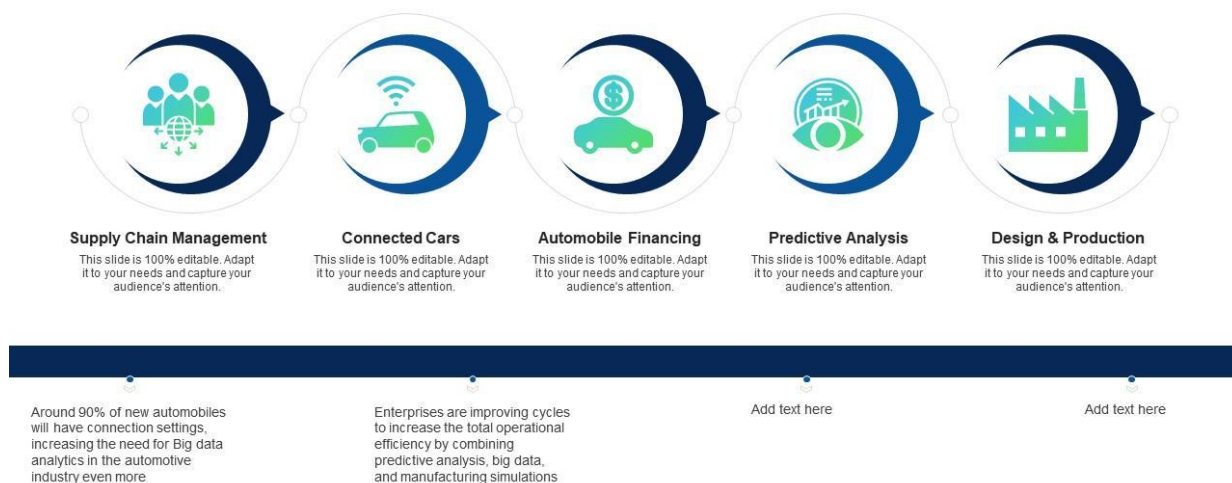 Supply Chain Management
This slide is 100% editable. Adapt
it to your needs and capture your
audience's attention.
Connected Cars
This slide is 100% editable. Adapt
it to your needs and capture your
audience's attention.
Automobile Financing
This slide is 100% editable. Adapt
it to your needs and capture your
audience's attention.
Predictive Analysis
This slide is 100% editable. Adapt
it to your needs and capture your
audience's attention.
Design & Production
This slide is 100% editable. Adapt
it to your needs and capture your
audience's attention.
Around 90% of new automobiles
will have connection settings,
increasing the need for Big data
analytics in the automotive
industry even more
Enterprises are improving cycles
to increase the total operational
efficiency by combining
predictive analysis, big data,
and manufacturing simulations
Add text here
Add text here